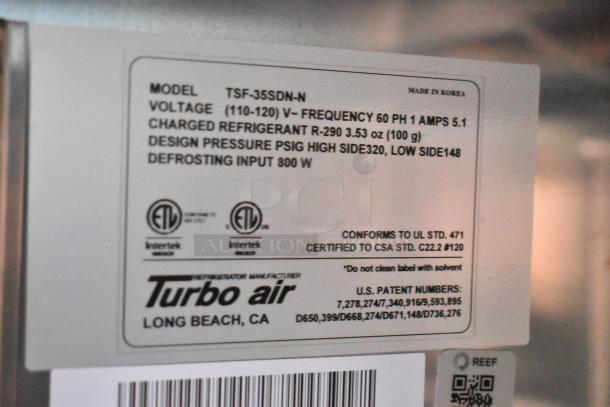 MODEL TSF-35SDN-N MADE IN KOREA
VOLTAGE (110-120) V~ FREQUENCY 60 PH 1 AMPS 5.1
CHARGED REFRIGERANT R-290 3.53 oz (100 g)
DESIGN PRESSURE PSIG HIGH SIDE320, LOW SIDE148
DEFROSTING INPUT 800 W
PCI
AUCTION
ETL ETL
Intertek Intertek
CONFORMS TO UL STD. 471
CERTIFIED TO CSA STD. C22.2 #120
*Do not clean label with solvent
REFRIGERATOR MANUFACTURER
Turbo air
LONG BEACH, CA
U.S. PATENT NUMBERS:
7,278,274/7,340,916/9,593,895
D650,399/D668,274/D671,148/D736,276
REEF